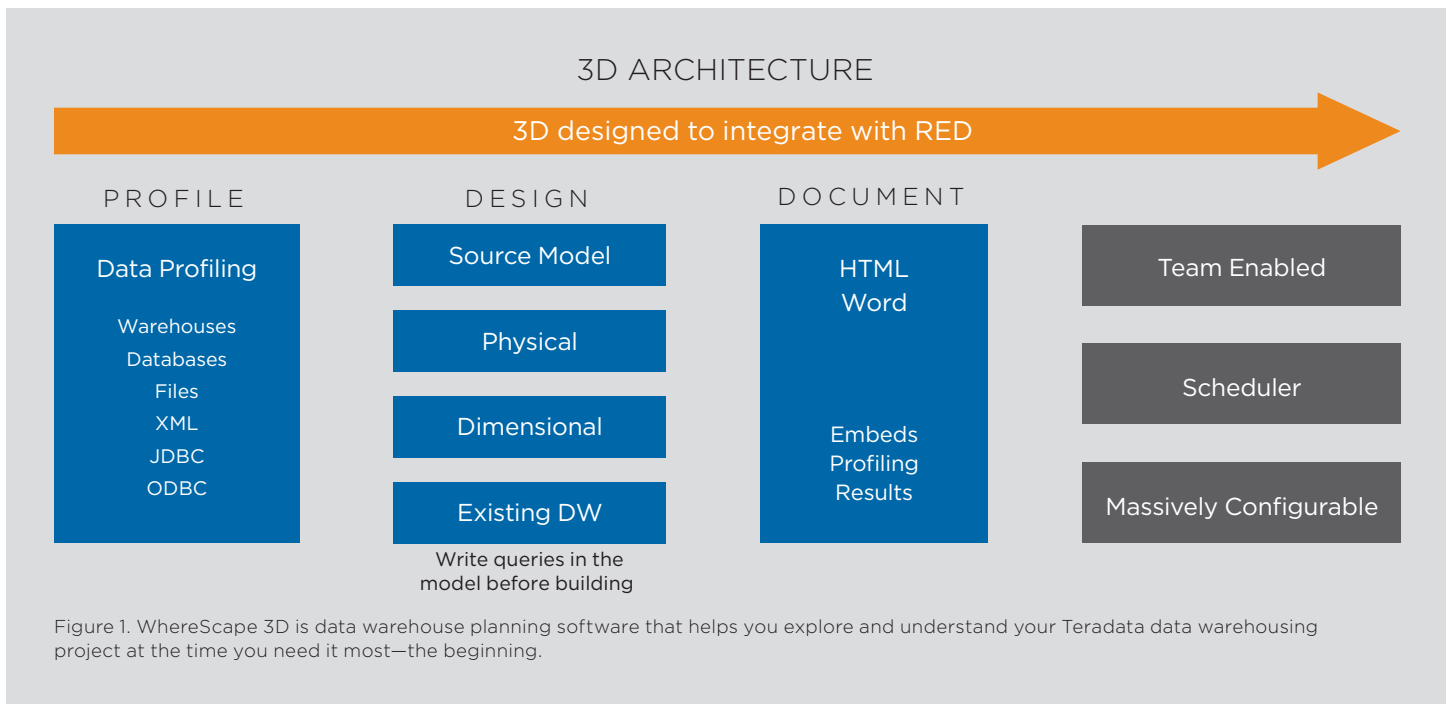 3D ARCHITECTURE
3D designed to integrate with RED
PROFILE
Data Profiling
Warehouses
Databases
Files
XML
JDBC
ODBC
DESIGN
Source Model
Physical
Dimensional
Existing DW
Write queries in the
model before building
DOCUMENT
HTML
Word
Embeds
Profiling
Results
Team Enabled
Scheduler
Massively Configurable
Figure 1. WhereScape 3D is data warehouse planning software that helps you explore and understand your Teradata data warehousing
project at the time you need it most—the beginning.